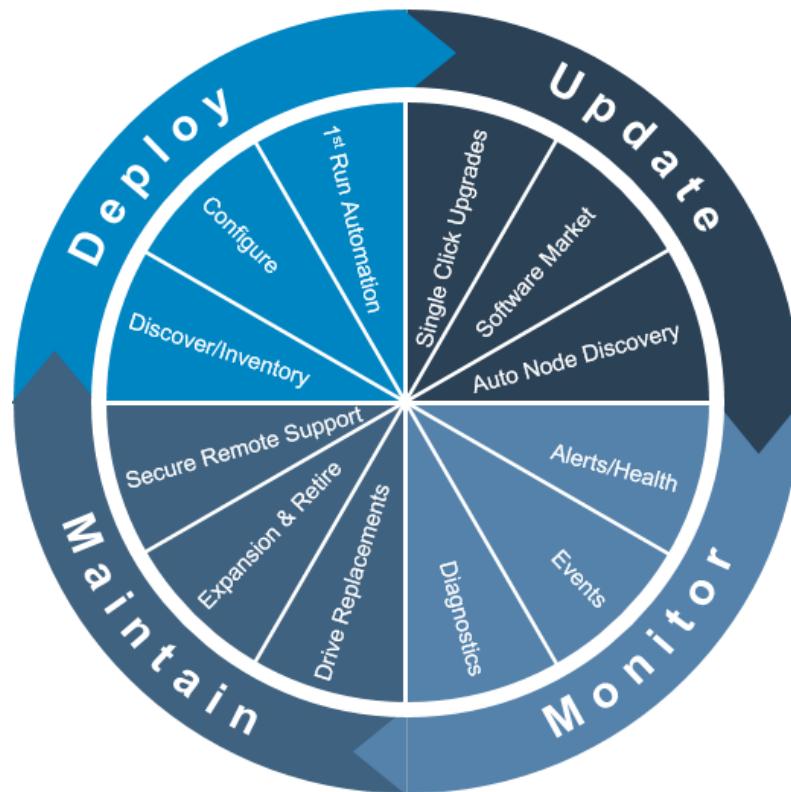 Deploy
Discover/Inventory
Configure
1st Run Automation
Update
Single Click Upgrades
Software Market
Auto Node Discovery
Monitor
Alerts/Health
Events
Diagnostics
Maintain
Drive Replacements
Expansion & Retire
Secure Remote Support